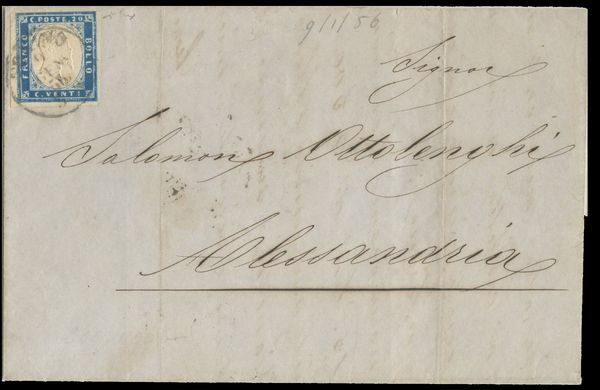 C. POSTE. 20
FRANCO
BOLLO
C. VENTI
9/1/56
Signor
Salomon Ottolenghi
Alessandria